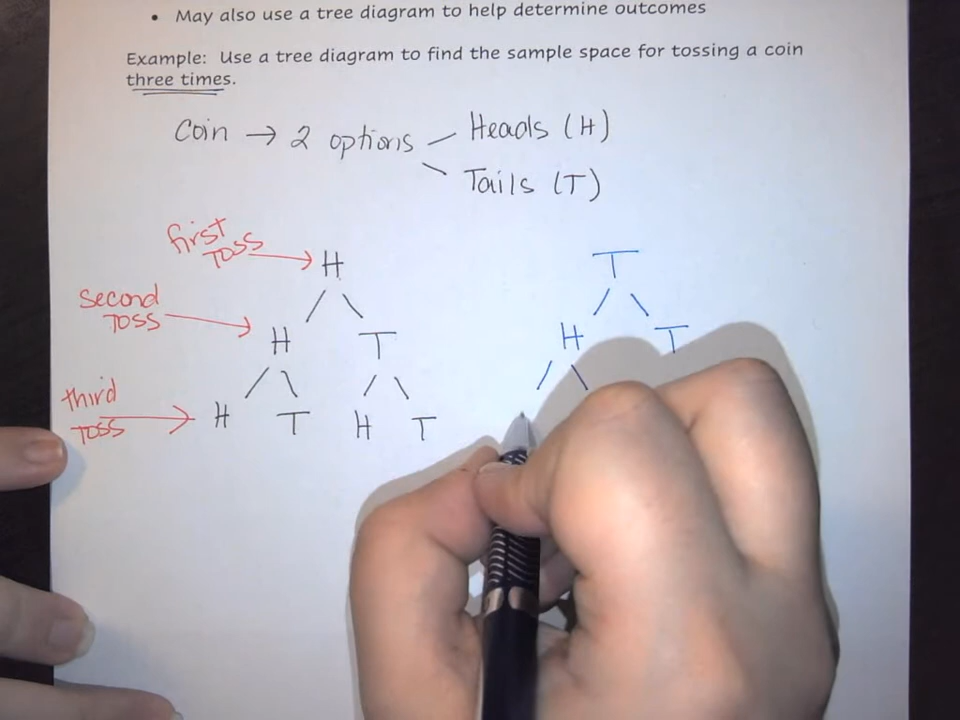 • May also use a tree diagram to help determine outcomes
Example: Use a tree diagram to find the sample space for tossing a coin
three times.
Coin → 2 options
Heads (H)
Tails (T)
first
TOSS → H
T
second
TOSS → H T
H T
third
TOSS → H T H T